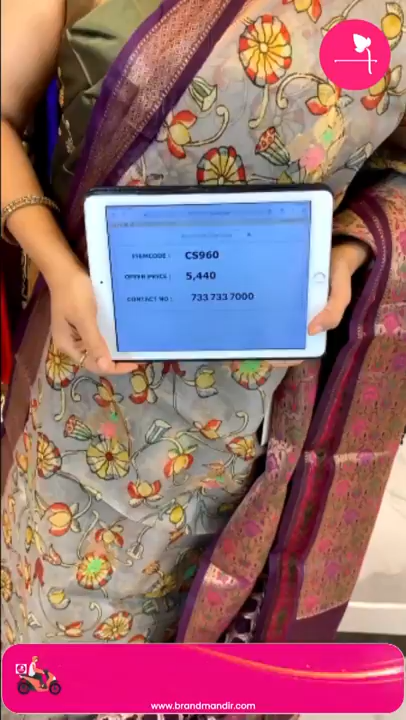 ITEMCODE : CS960
OFFER PRICE : 5,440
CONTACT NO : 733 733 7000
www.brandmandir.com